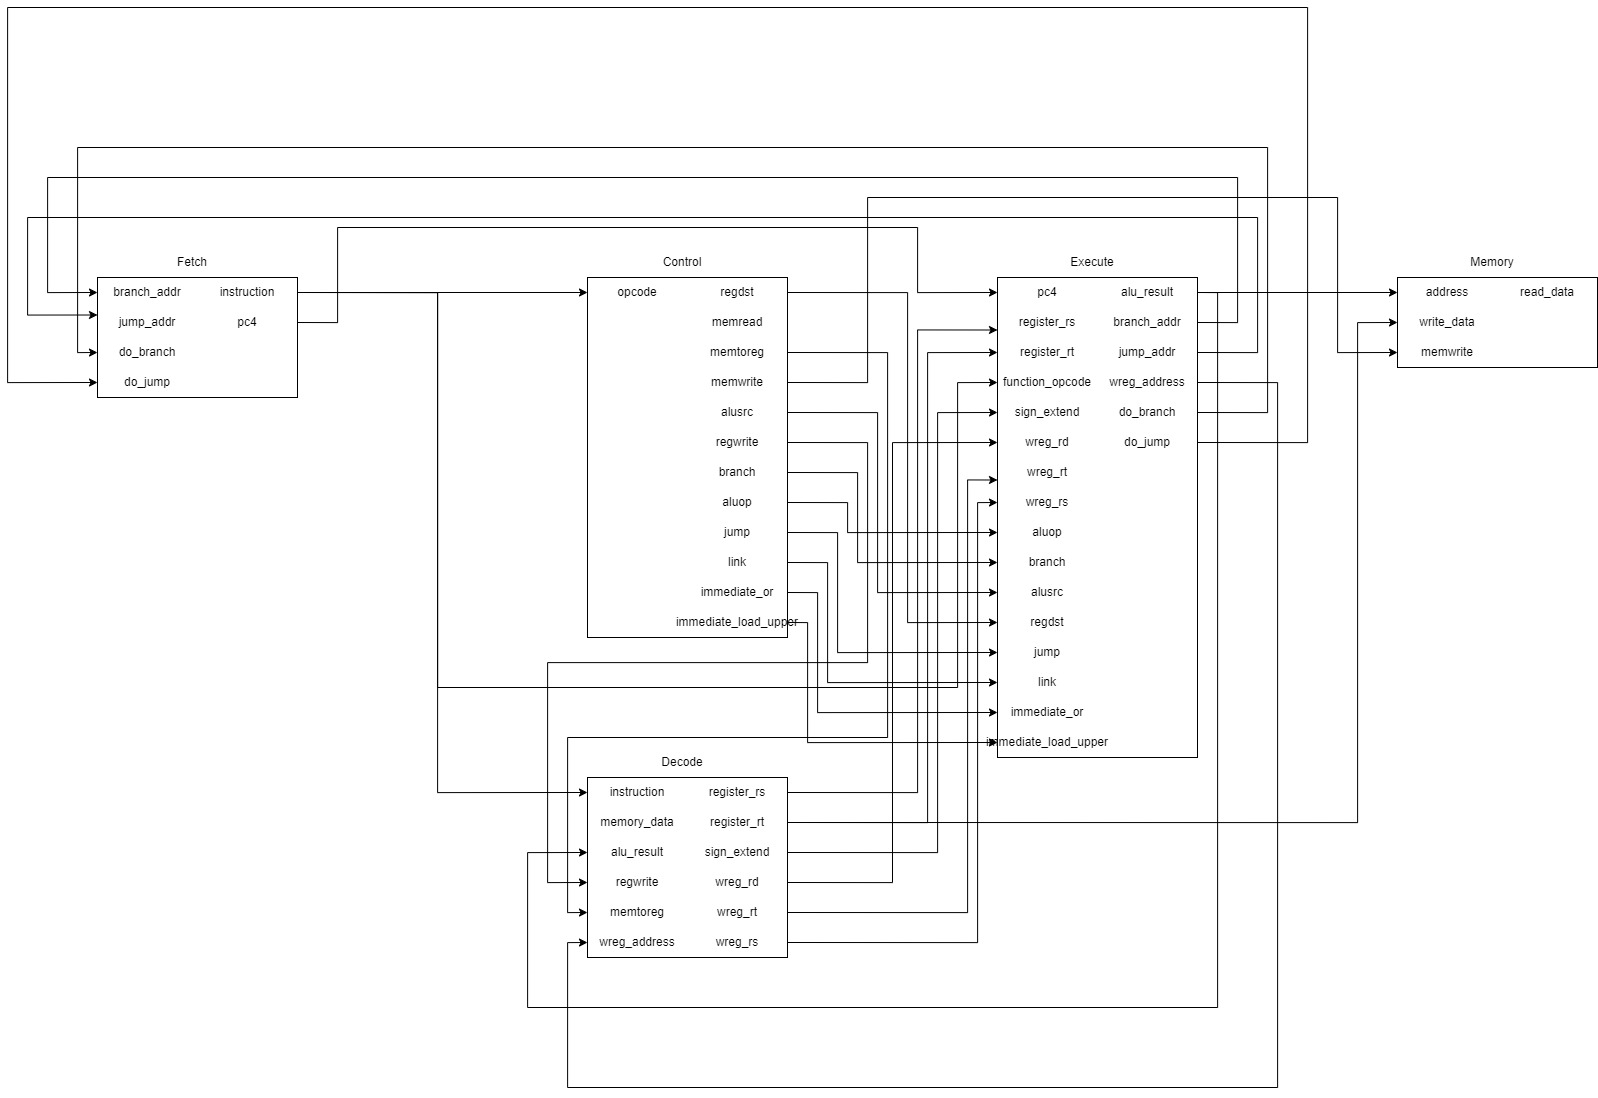 Fetch
branch_addr instruction
jump_addr pc4
do_branch
do_jump
Control
opcode regdst
memread
memtoreg
memwrite
alusrc
regwrite
branch
aluop
jump
link
immediate_or
immediate_load_upper
Execute
pc4 alu_result
register_rs branch_addr
register_rt jump_addr
function_opcode wreg_address
sign_extend do_branch
wreg_rd do_jump
wreg_rt
wreg_rs
aluop
branch
alusrc
regdst
jump
link
immediate_or
immediate_load_upper
Memory
address read_data
write_data
memwrite
Decode
instruction register_rs
memory_data register_rt
alu_result sign_extend
regwrite wreg_rd
memtoreg wreg_rt
wreg_address wreg_rs